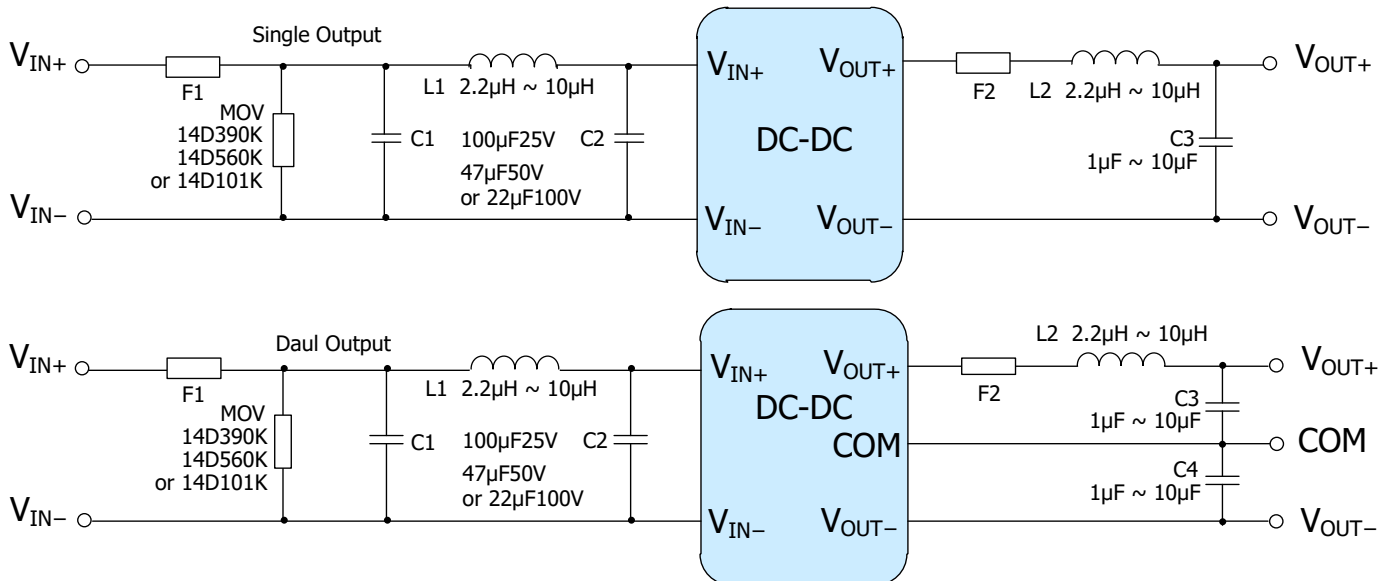 Single Output
VIN+
F1
MOV
14D390K
14D560K
or 14D101K
C1
L1 2.2µH ~ 10µH
100µF25V
47µF50V
or 22µF100V
C2
VIN−
VIN+
VOUT+
DC-DC
VIN−
VOUT−
F2
L2 2.2µH ~ 10µH
C3
1µF ~ 10µF
VOUT+
VOUT−
Daul Output
VIN+
F1
MOV
14D390K
14D560K
or 14D101K
C1
L1 2.2µH ~ 10µH
100µF25V
47µF50V
or 22µF100V
C2
VIN−
VIN+
VOUT+
DC-DC
COM
VIN−
VOUT−
L2 2.2µH ~ 10µH
F2
C3
1µF ~ 10µF
C4
1µF ~ 10µF
VOUT+
COM
VOUT−